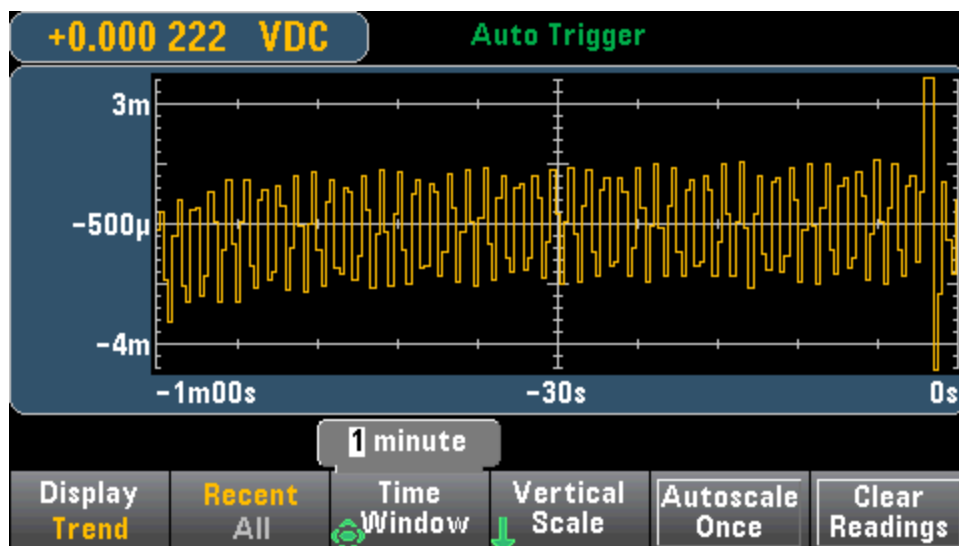 +0.000 222 VDC
Auto Trigger
3m
-500µ
-4m
-1m00s -30s 0s
1 minute
Display Trend
Recent All
Time Window
Vertical Scale
Autoscale Once
Clear Readings